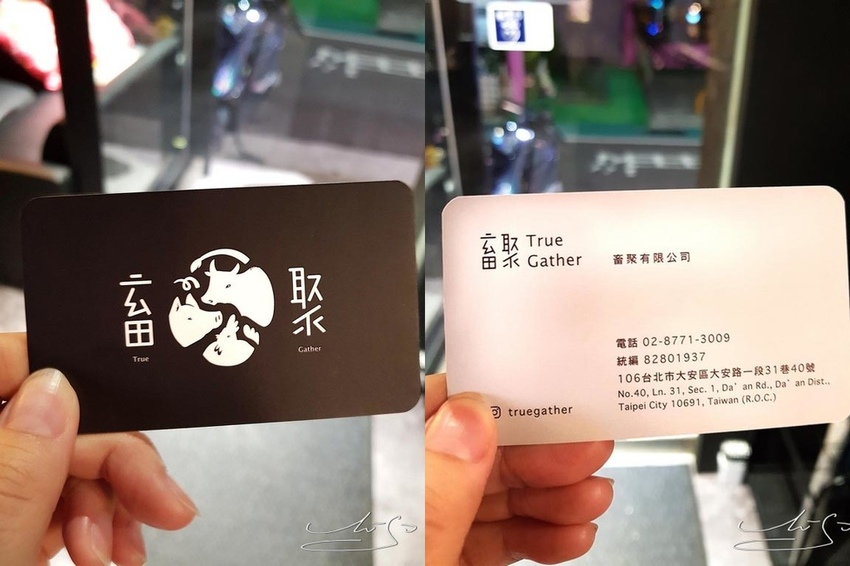 畜 聚
True Gather
畜聚 True
Gather
畜聚有限公司
電話 02-8771-3009
統編 82801937
106台北市大安區大安路一段31巷40號
No.40, Ln. 31, Sec. 1, Da’an Rd., Da’an Dist.,
Taipei City 10691, Taiwan (R.O.C.)
truegather